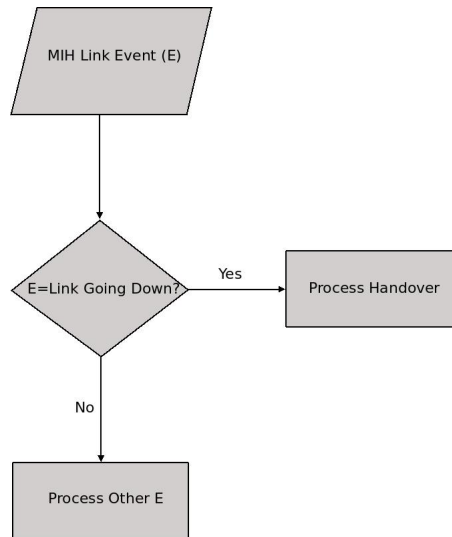 MIH Link Event (E)
E=Link Going Down?
Yes
Process Handover
No
Process Other E